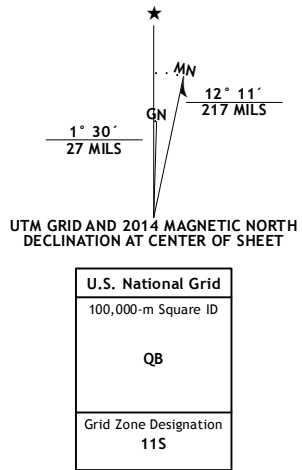 MN
GN
12° 11´
217 MILS
1° 30´
27 MILS
UTM GRID AND 2014 MAGNETIC NORTH
DECLINATION AT CENTER OF SHEET
U.S. National Grid
100,000-m Square ID
QB
Grid Zone Designation
11S